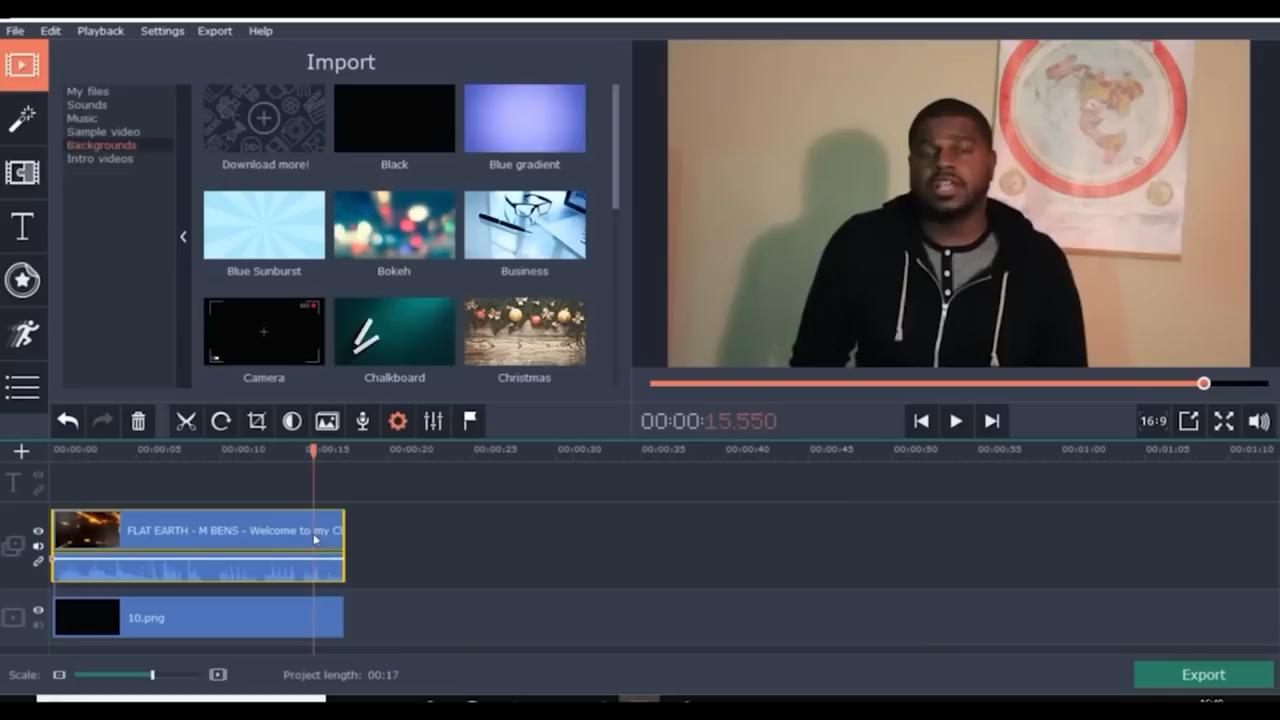 File Edit Playback Settings Export Help
Import
My files
Sounds
Music
Sample video
Backgrounds
Intro videos
Download more!
Black
Blue gradient
Blue Sunburst
Bokeh
Business
Camera
Chalkboard
Christmas
00:00:15.550
16:9
00:00:00 00:00:05 00:00:10 00:00:15 00:00:20 00:00:25 00:00:30 00:00:35 00:00:40 00:00:45 00:00:50 00:00:55 00:01:00 00:01:05 00:01:10
FLAT EARTH - M BENS - Welcome to my
10.png
Scale:
Project length: 00:17
Export